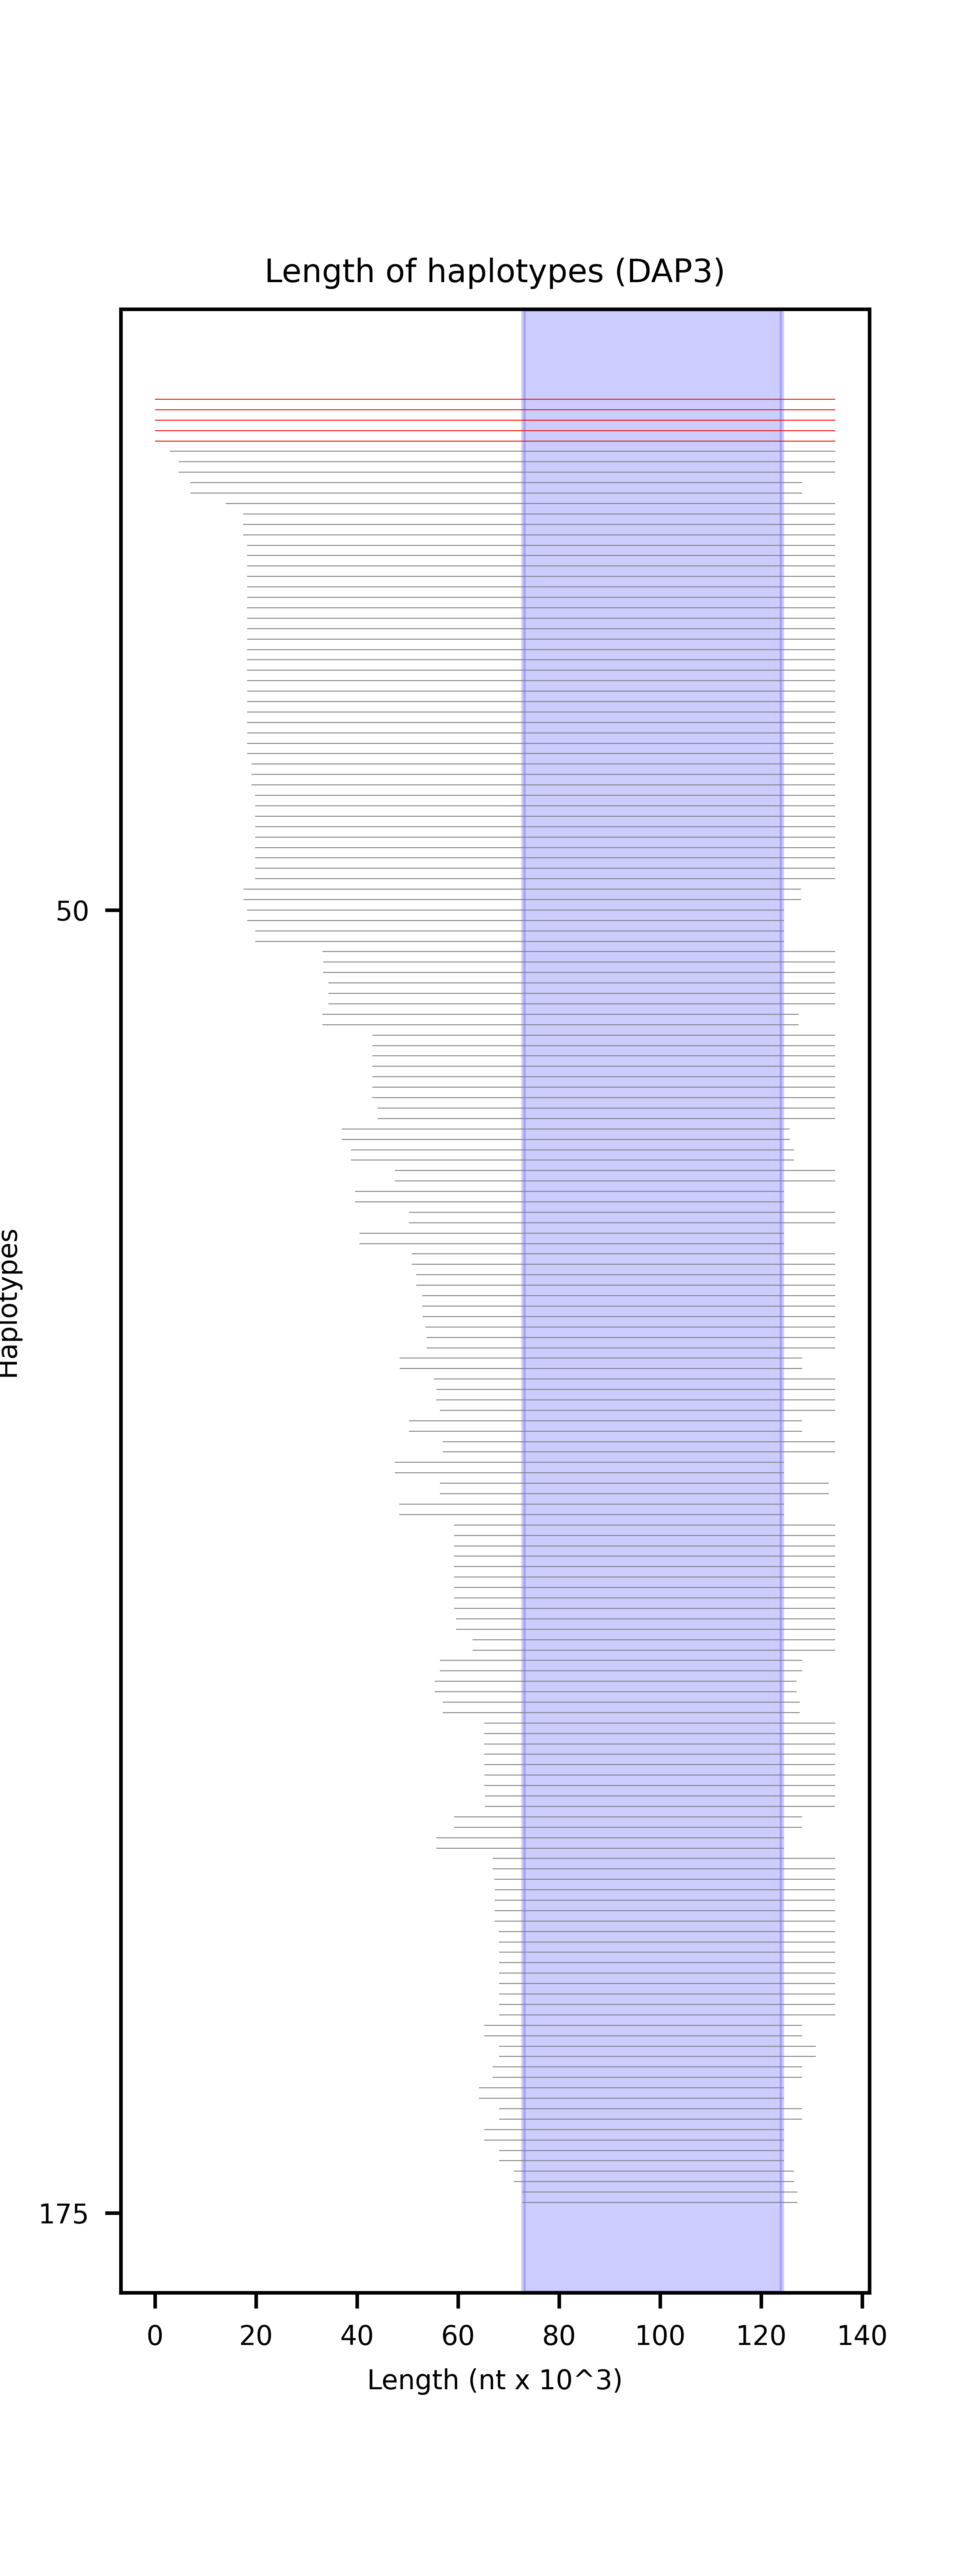 Length of haplotypes (DAP3)
50
Haplotypes
175
0 20 40 60 80 100 120 140
Length (nt x 10^3)